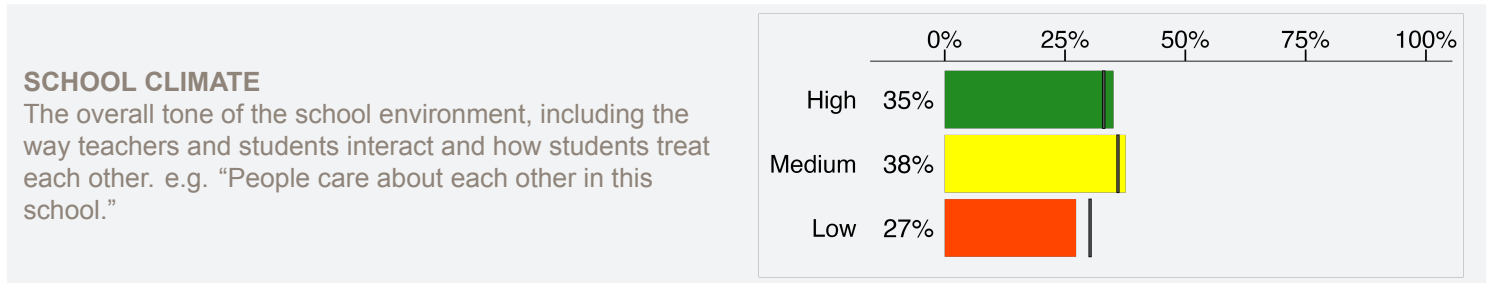 SCHOOL CLIMATE
The overall tone of the school environment, including the
way teachers and students interact and how students treat
each other. e.g. “People care about each other in this
school.”
0% 25% 50% 75% 100%
High 35%
Medium 38%
Low 27%